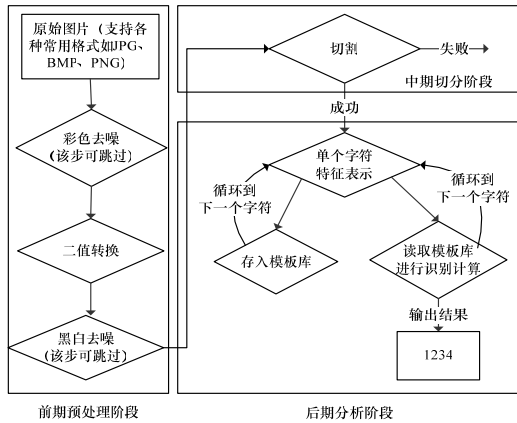 原始图片（支持各
种常用格式如JPG、
BMP、PNG）
彩色去噪
(该步可跳过)
二值转换
黑白去噪
(该步可跳过)
前期预处理阶段
切割
失败
中期切分阶段
成功
单个字符
特征表示
循环到
下一个字符
循环到
下一个字符
存入模板库
读取模板库
进行识别计算
输出结果
1234
后期分析阶段